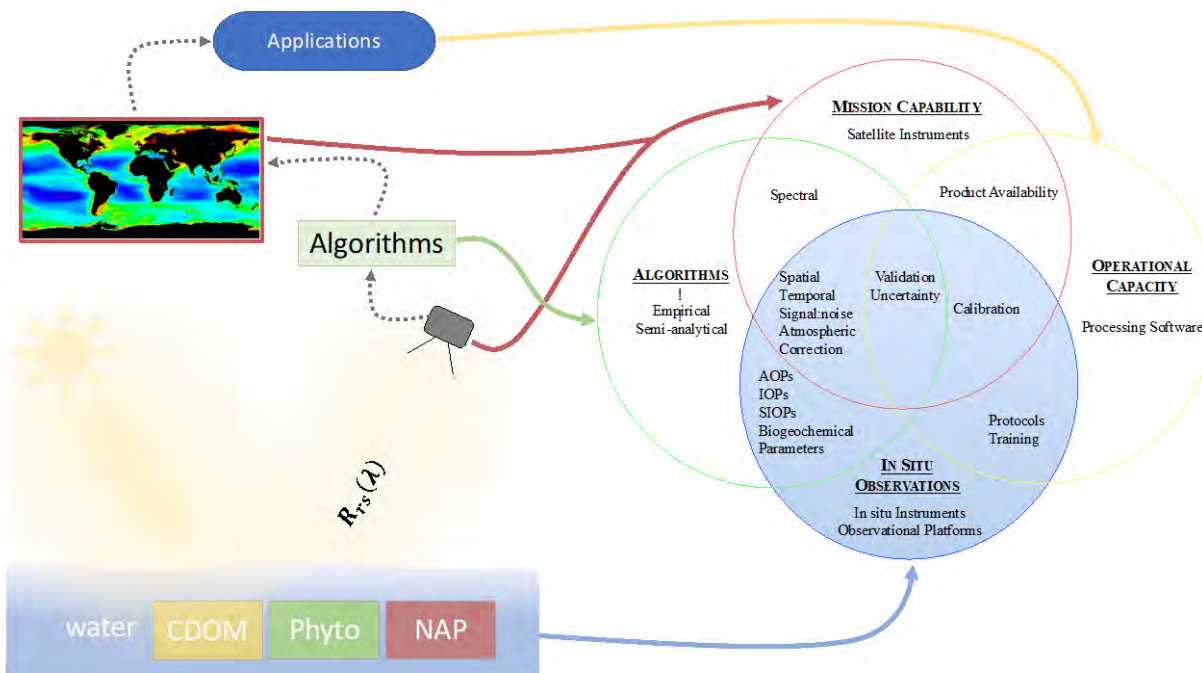 Applications
Algorithms
R_rs(λ)
water
CDOM
Phyto
NAP
MISSION CAPABILITY
Satellite Instruments
Spectral
Product Availability
ALGORITHMS
!
Empirical
Semi-analytical
Spatial
Temporal
Signal:noise
Atmospheric
Correction
Validation
Uncertainty
Calibration
OPERATIONAL
CAPACITY
Processing Software
AOPs
IOPs
SIOPs
Biogeochemical
Parameters
Protocols
Training
IN SITU
OBSERVATIONS
In situ Instruments
Observational Platforms